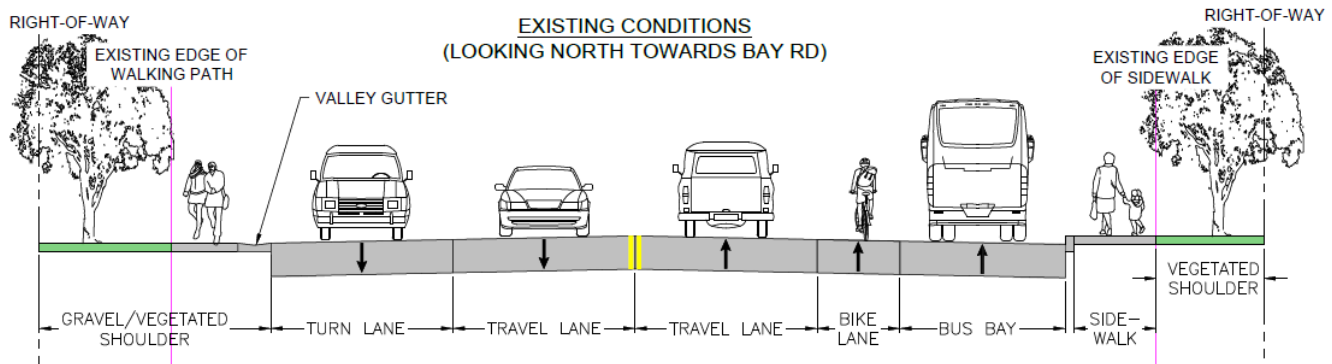 RIGHT-OF-WAY
EXISTING CONDITIONS
(LOOKING NORTH TOWARDS BAY RD)
RIGHT-OF-WAY
EXISTING EDGE OF
WALKING PATH
EXISTING EDGE
OF SIDEWALK
VALLEY GUTTER
GRAVEL/VEGETATED
SHOULDER
TURN LANE
TRAVEL LANE
TRAVEL LANE
BIKE
LANE
BUS BAY
SIDE-
WALK
VEGETATED
SHOULDER